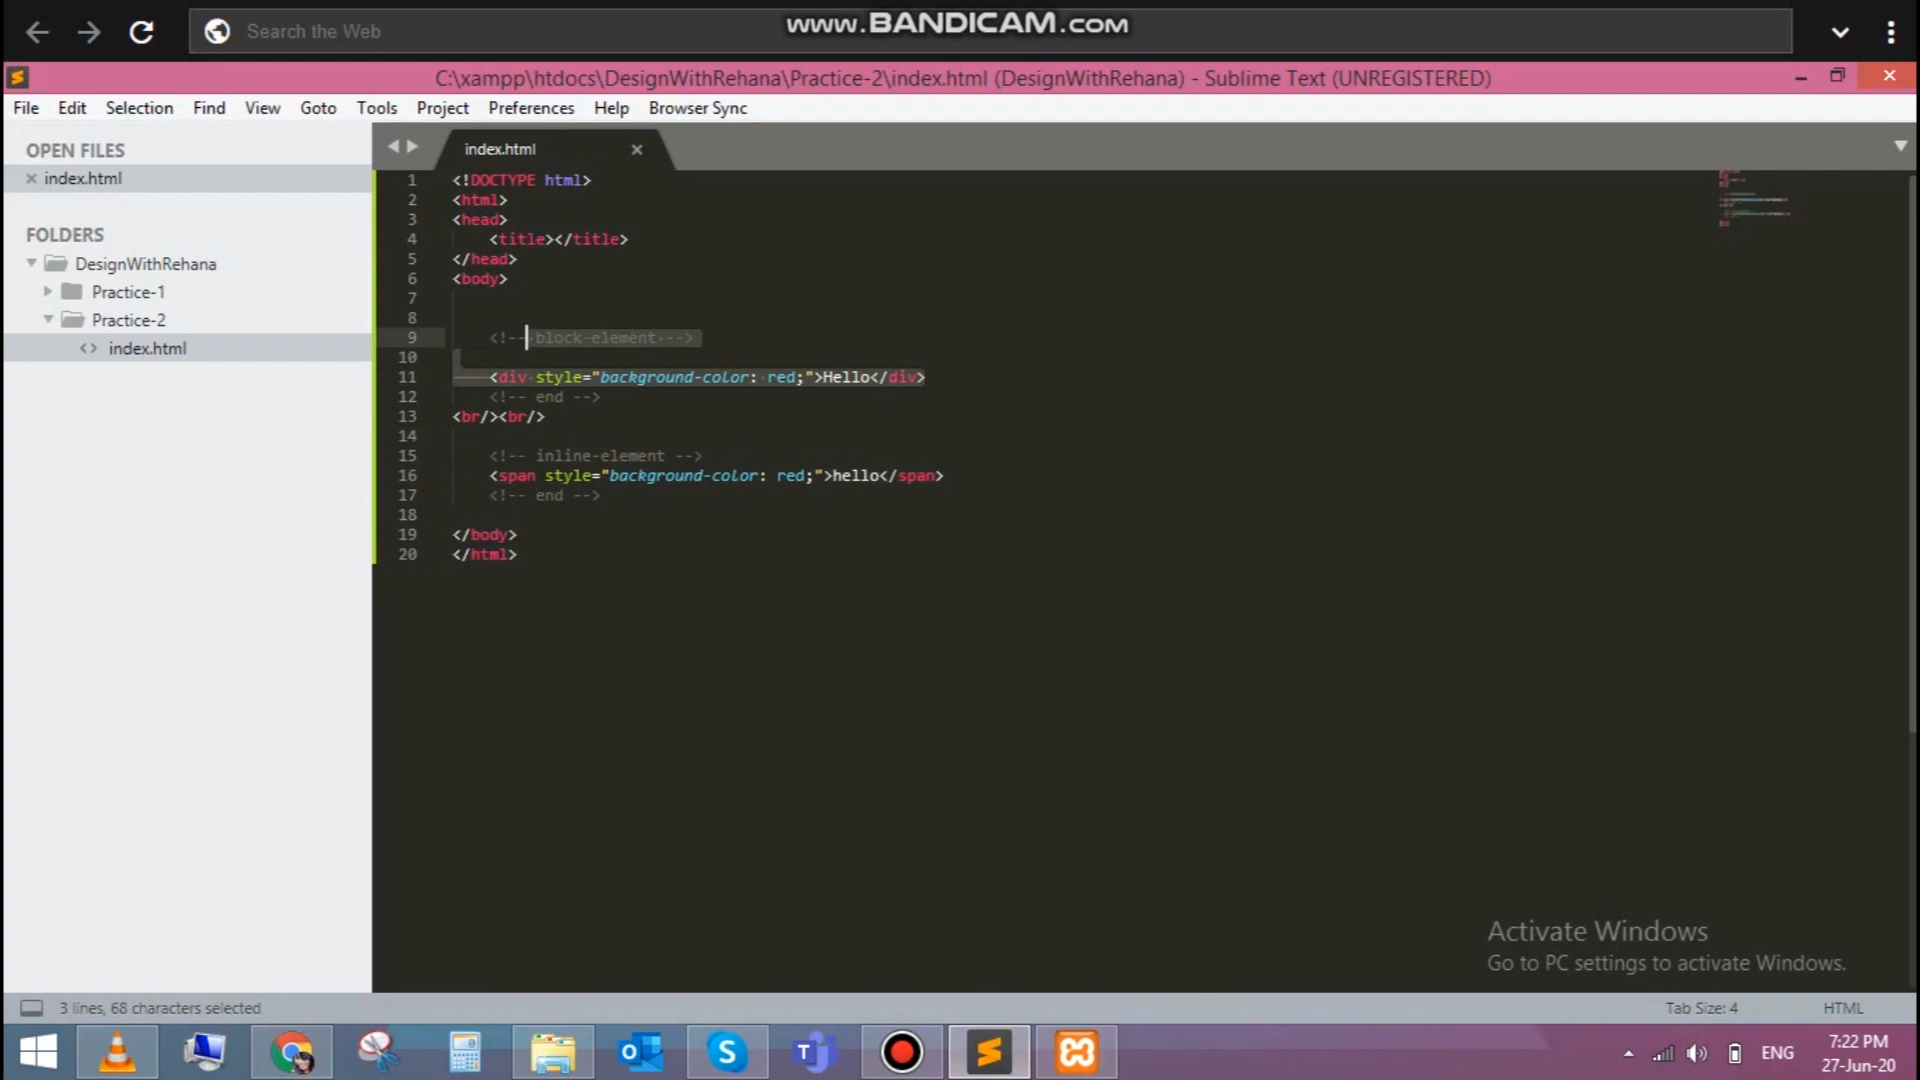 Search the Web
www.BANDICAM.com
C:\xampp\htdocs\DesignWithRehana\Practice-2\index.html (DesignWithRehana) - Sublime Text (UNREGISTERED)
File Edit Selection Find View Goto Tools Project Preferences Help Browser Sync
OPEN FILES
index.html
FOLDERS
DesignWithRehana
Practice-1
Practice-2
index.html
index.html
1 <!DOCTYPE html>
2 <html>
3 <head>
4 <title></title>
5 </head>
6 <body>
7
8
9 <!-- block-element -->
10
11 <div style="background-color: red;">Hello</div>
12 <!-- end -->
13 <br/><br/>
14
15 <!-- inline-element -->
16 <span style="background-color: red;">hello</span>
17 <!-- end -->
18
19 </body>
20 </html>
Activate Windows
Go to PC settings to activate Windows.
3 lines, 68 characters selected
Tab Size: 4
HTML
ENG
7:22 PM
27-Jun-20